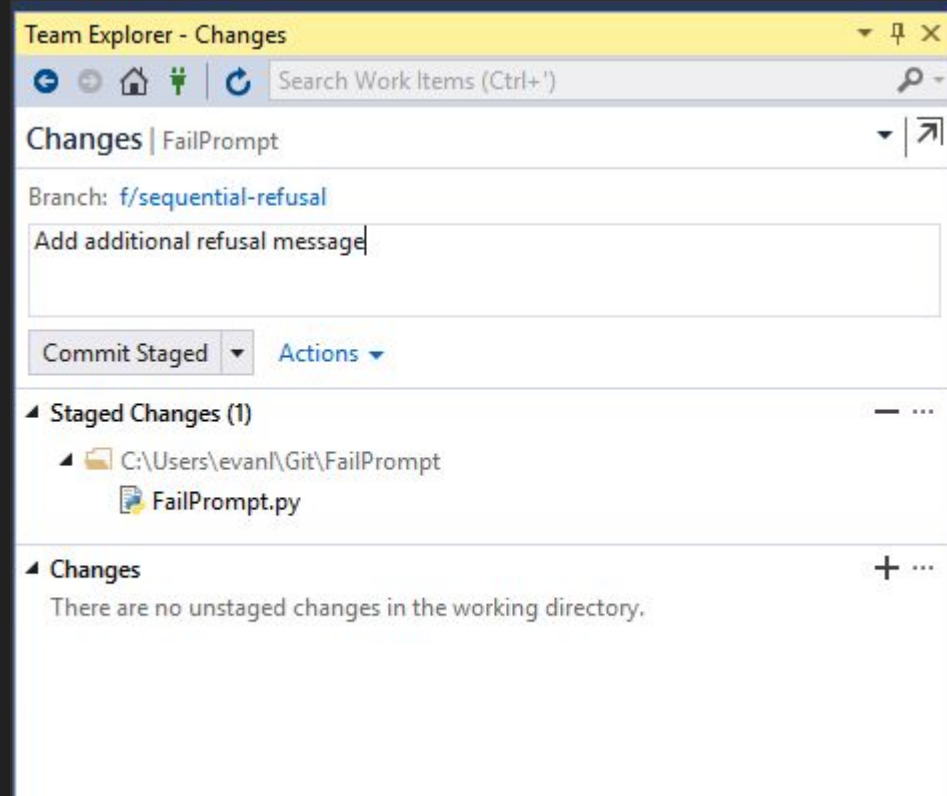 Team Explorer - Changes
Search Work Items (Ctrl+')
Changes | FailPrompt
Branch: f/sequential-refusal
Add additional refusal message
Commit Staged Actions
Staged Changes (1)
C:\Users\evanl\Git\FailPrompt
FailPrompt.py
Changes
There are no unstaged changes in the working directory.